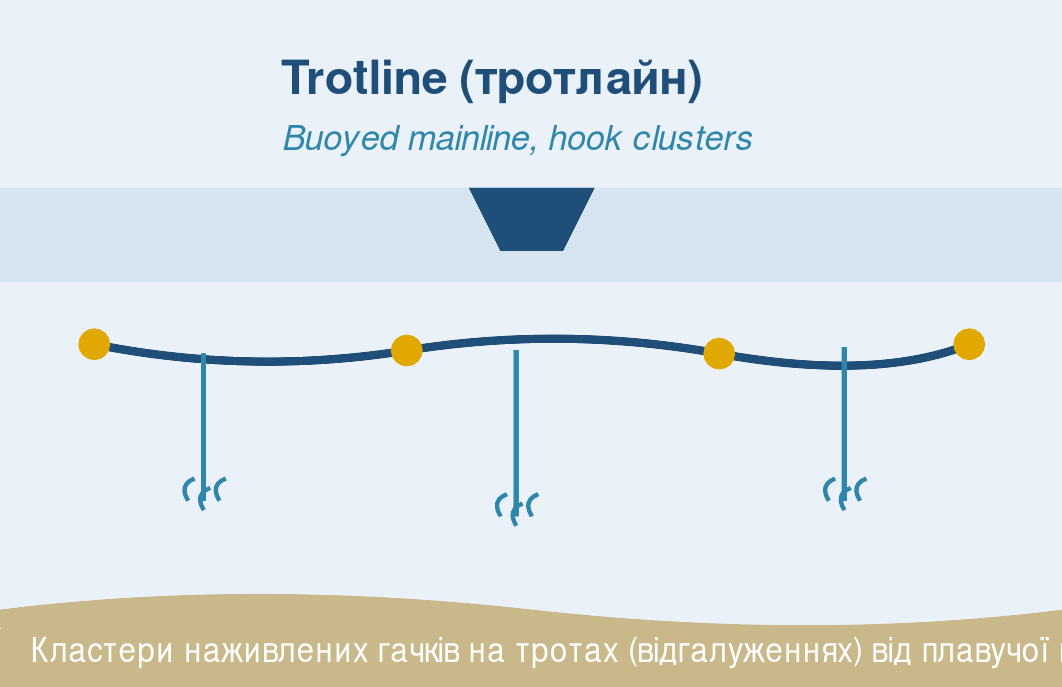 Trotline (тротлайн)
Buoyed mainline, hook clusters
Кластери наживлених гачків на тротах (відгалуженнях) від плавучої